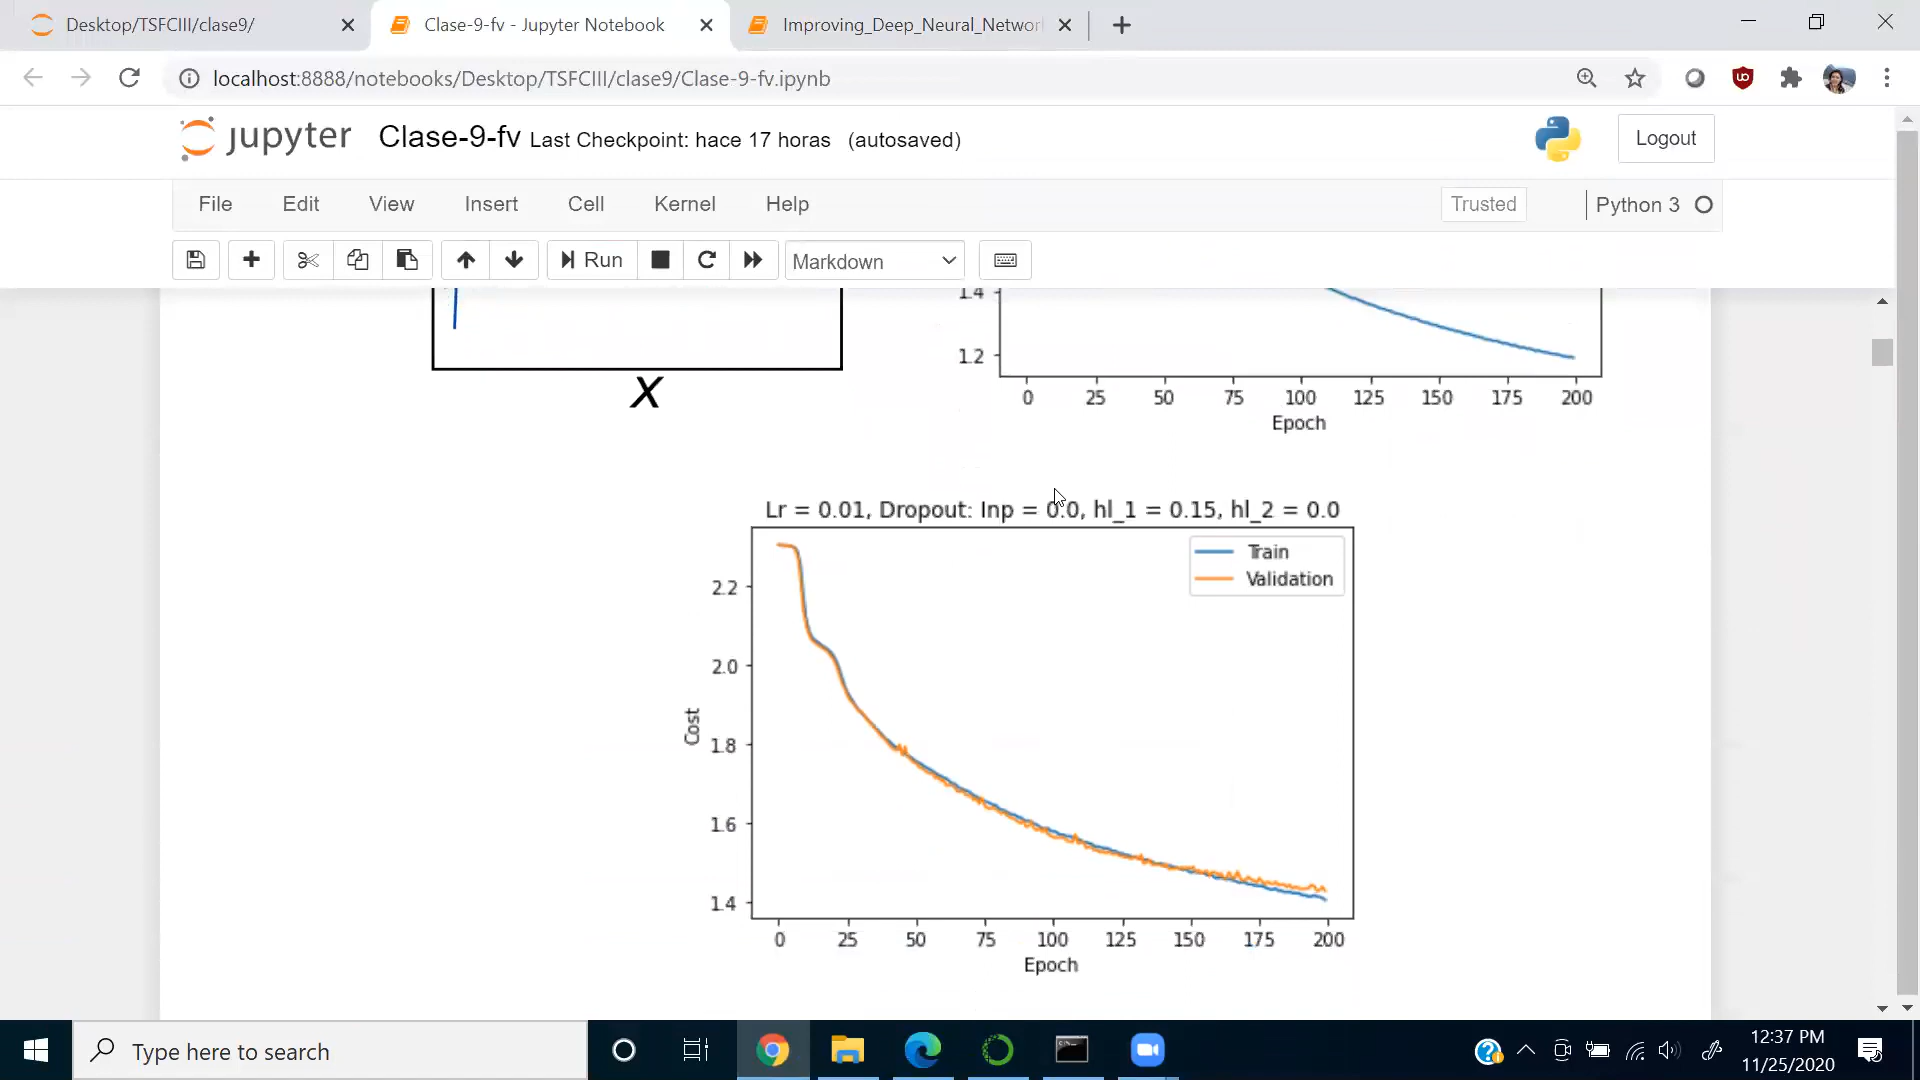 Desktop/TSFCIII/clase9/
Clase-9-fv - Jupyter Notebook
Improving_Deep_Neural_Networ
localhost:8888/notebooks/Desktop/TSFCIII/clase9/Clase-9-fv.ipynb
jupyter Clase-9-fv Last Checkpoint: hace 17 horas (autosaved)
Logout
File Edit View Insert Cell Kernel Help
Trusted
Python 3
Run
Markdown
1.4
1.2
0 25 50 75 100 125 150 175 200
Epoch
X
Lr = 0.01, Dropout: Inp = 0.0, hl_1 = 0.15, hl_2 = 0.0
Train
Validation
2.2
2.0
1.8
1.6
1.4
Cost
0 25 50 75 100 125 150 175 200
Epoch
Type here to search
12:37 PM
11/25/2020